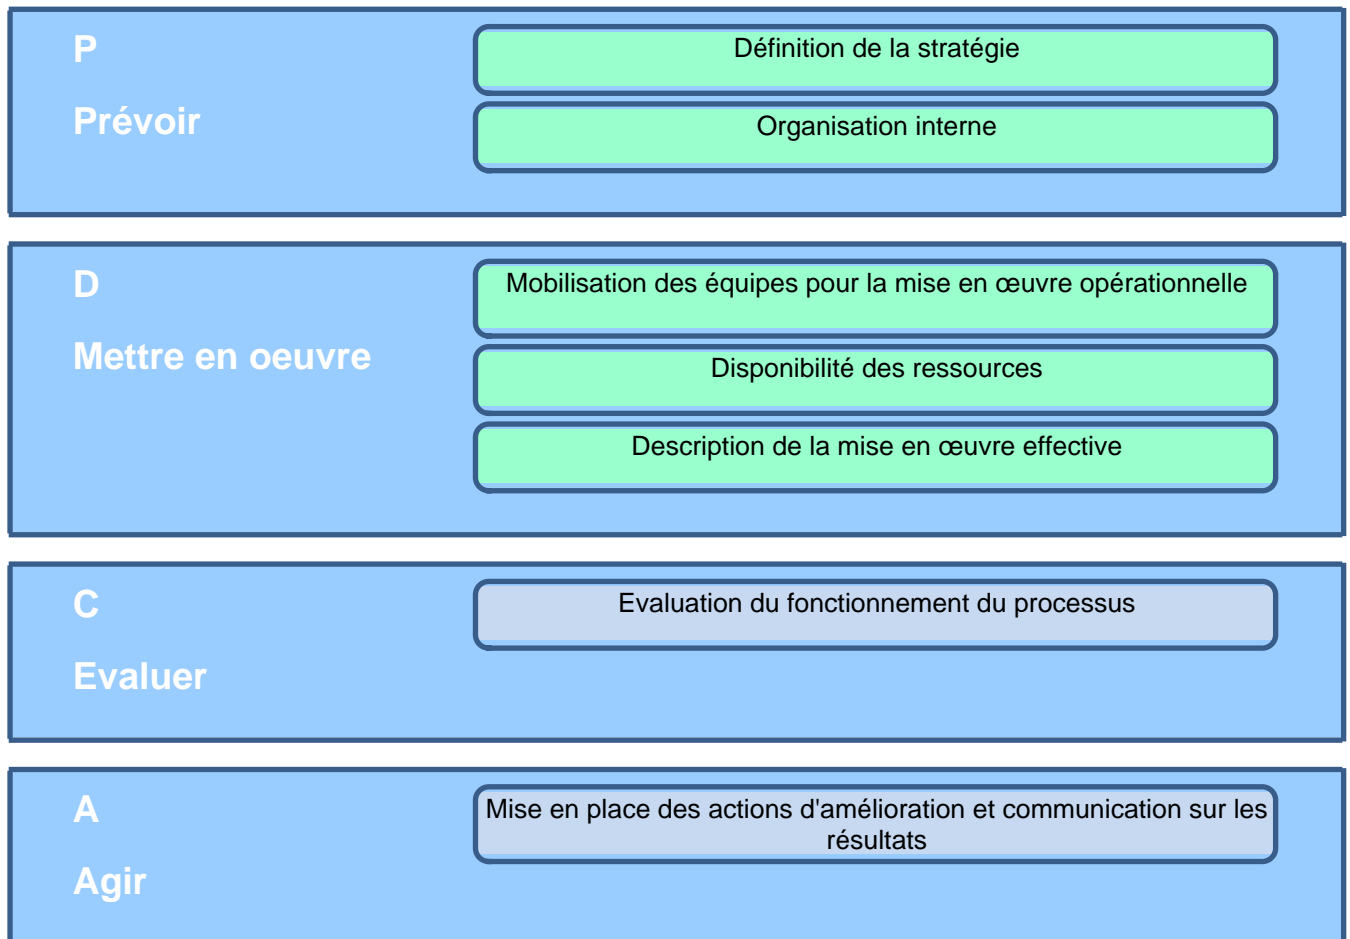 P
Définition de la stratégie
Prévoir
Organisation interne
D
Mobilisation des équipes pour la mise en œuvre opérationnelle
Mettre en oeuvre
Disponibilité des ressources
Description de la mise en œuvre effective
C
Evaluation du fonctionnement du processus
Evaluer
A
Mise en place des actions d'amélioration et communication sur les
résultats
Agir